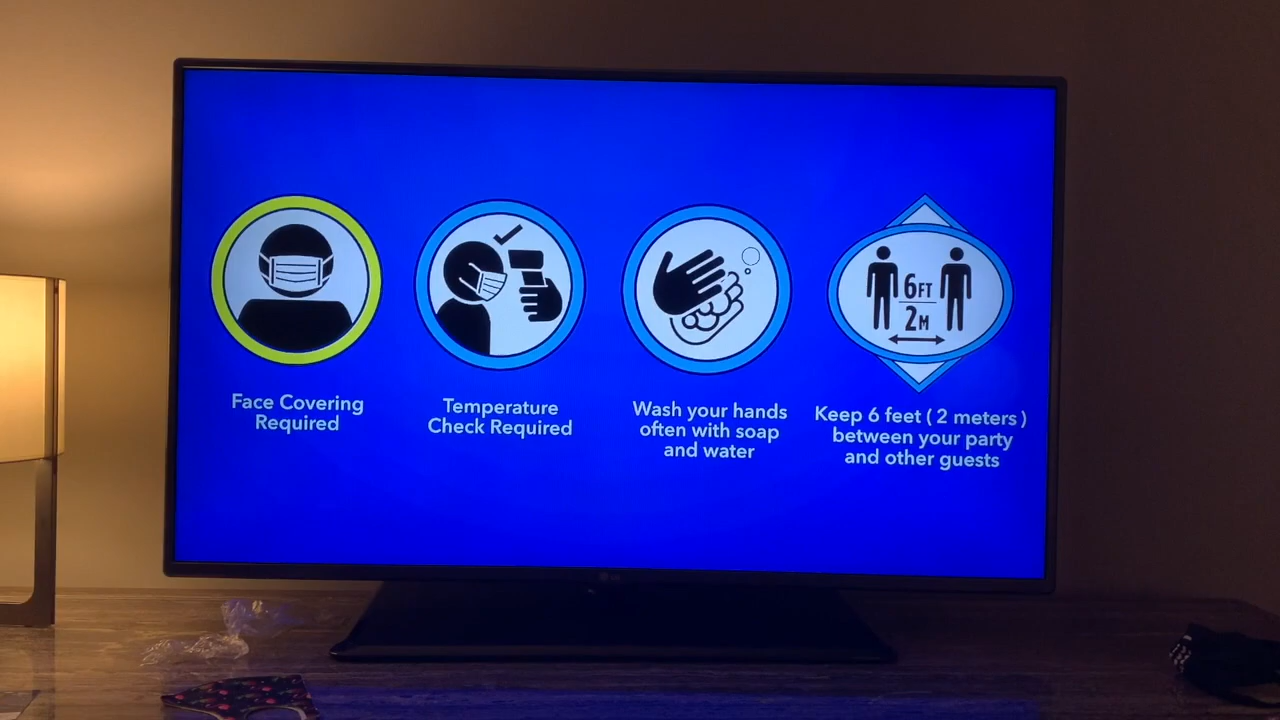 Face Covering
Required
Temperature
Check Required
Wash your hands
often with soap
and water
6FT
2M
Keep 6 feet ( 2 meters )
between your party
and other guests
LG